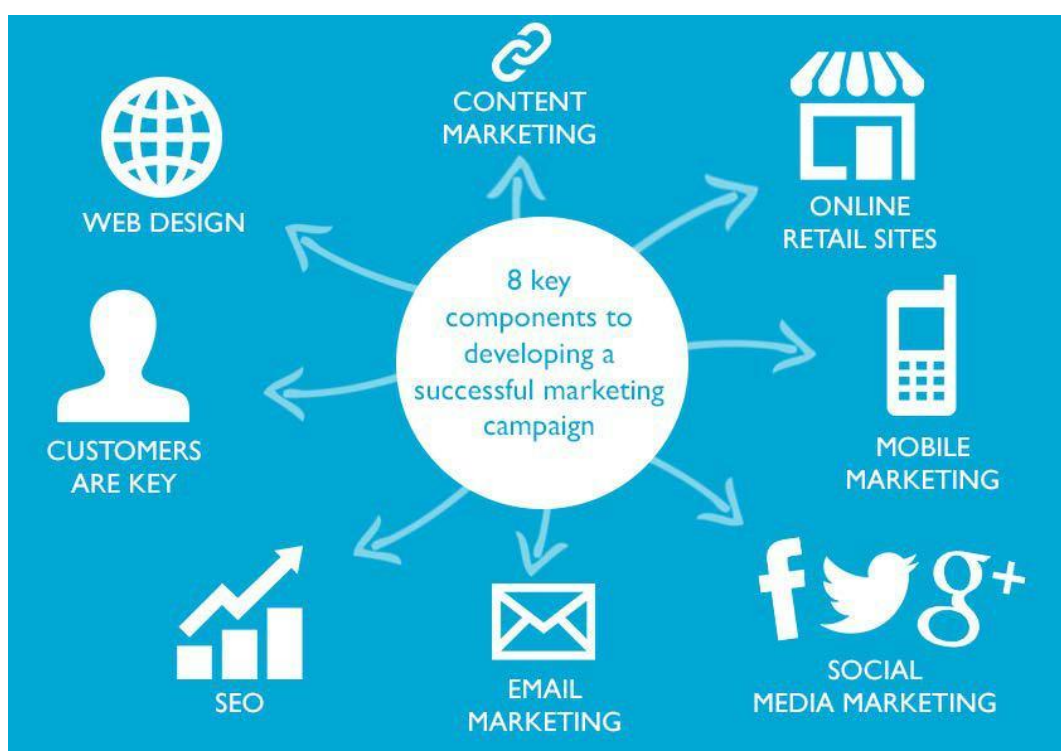 8 key
components to
developing a
successful marketing
campaign
CONTENT
MARKETING
ONLINE
RETAIL SITES
MOBILE
MARKETING
f g+
SOCIAL
MEDIA MARKETING
EMAIL
MARKETING
SEO
CUSTOMERS
ARE KEY
WEB DESIGN